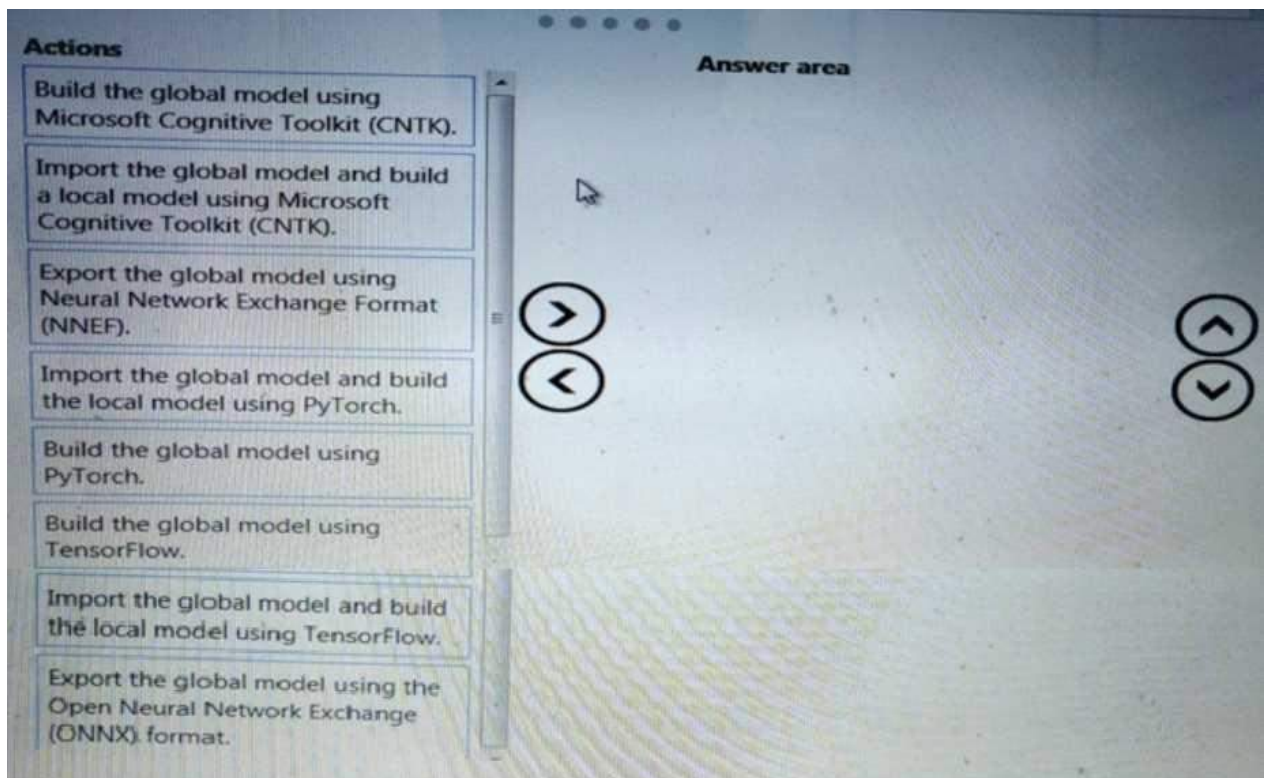 Actions
Build the global model using
Microsoft Cognitive Toolkit (CNTK).
Import the global model and build
a local model using Microsoft
Cognitive Toolkit (CNTK).
Export the global model using
Neural Network Exchange Format
(NNEF).
Import the global model and build
the local model using PyTorch.
Build the global model using
PyTorch.
Build the global model using
TensorFlow.
Import the global model and build
the local model using TensorFlow.
Export the global model using the
Open Neural Network Exchange
(ONNX) format.
Answer area